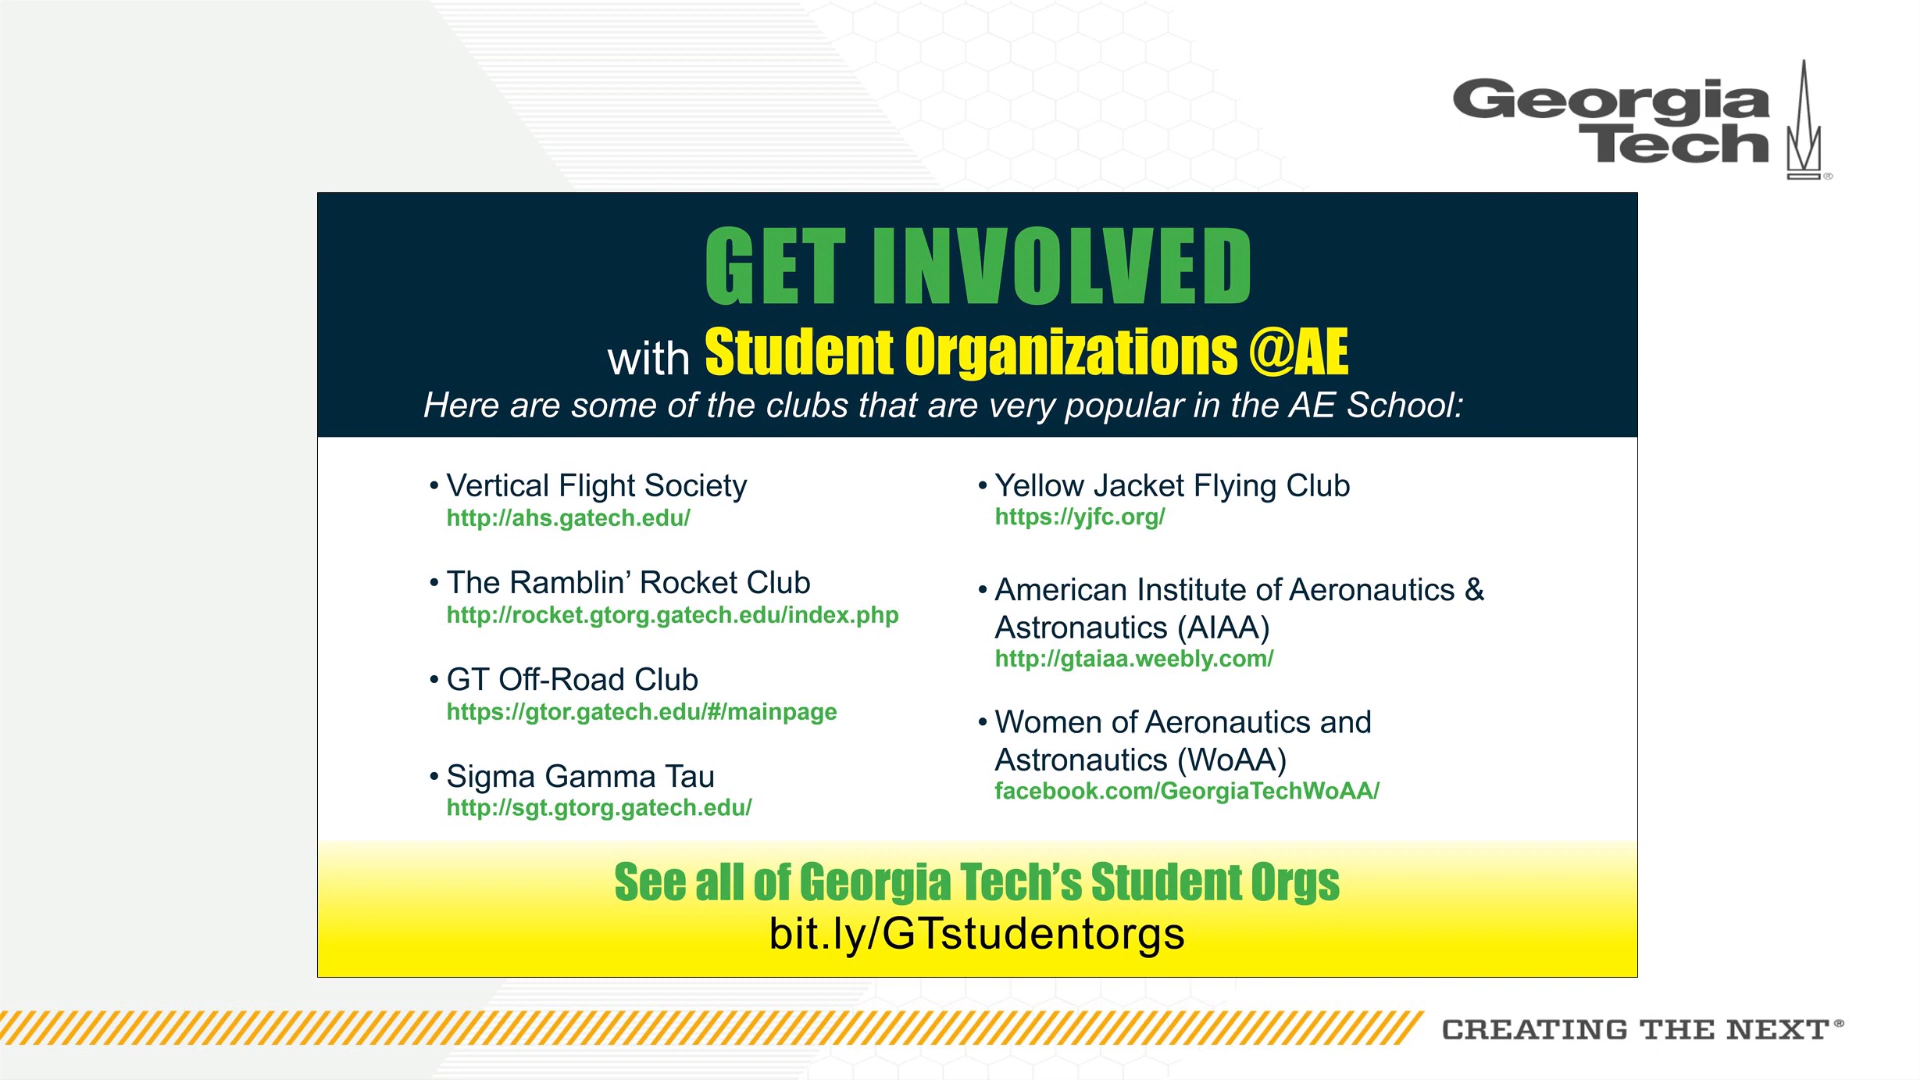 Georgia
Tech
®
GET INVOLVED
with Student Organizations @AE
Here are some of the clubs that are very popular in the AE School:
• Vertical Flight Society
http://ahs.gatech.edu/
• The Ramblin’ Rocket Club
http://rocket.gtorg.gatech.edu/index.php
• GT Off-Road Club
https://gtor.gatech.edu/#/mainpage
• Sigma Gamma Tau
http://sgt.gtorg.gatech.edu/
• Yellow Jacket Flying Club
https://yjfc.org/
• American Institute of Aeronautics &
Astronautics (AIAA)
http://gtaiaa.weebly.com/
• Women of Aeronautics and
Astronautics (WoAA)
facebook.com/GeorgiaTechWoAA/
See all of Georgia Tech’s Student Orgs
bit.ly/GTstudentorgs
CREATING THE NEXT®